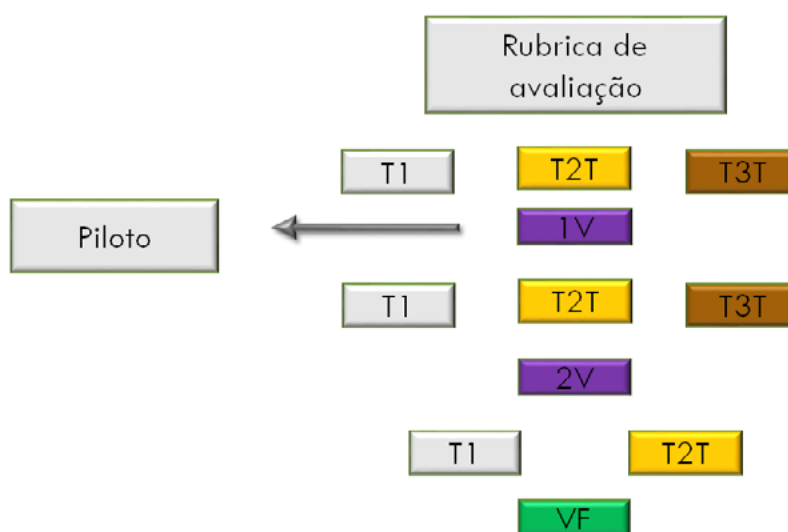 Rubrica de
avaliação
T1 T2T T3T
Piloto
1V
T1 T2T T3T
2V
T1 T2T
VF